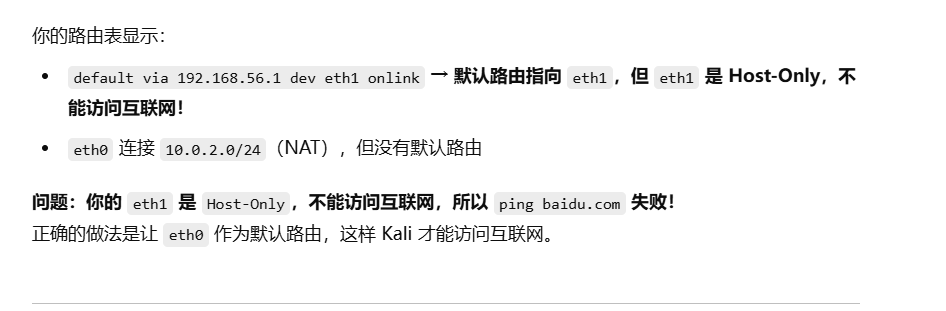 你的路由表显示：
• default via 192.168.56.1 dev eth1 onlink → 默认路由指向 eth1，但 eth1 是 Host-Only，不
能访问互联网！
• eth0 连接 10.0.2.0/24（NAT），但没有默认路由
问题：你的 eth1 是 Host-Only，不能访问互联网，所以 ping baidu.com 失败！
正确的做法是让 eth0 作为默认路由，这样 Kali 才能访问互联网。